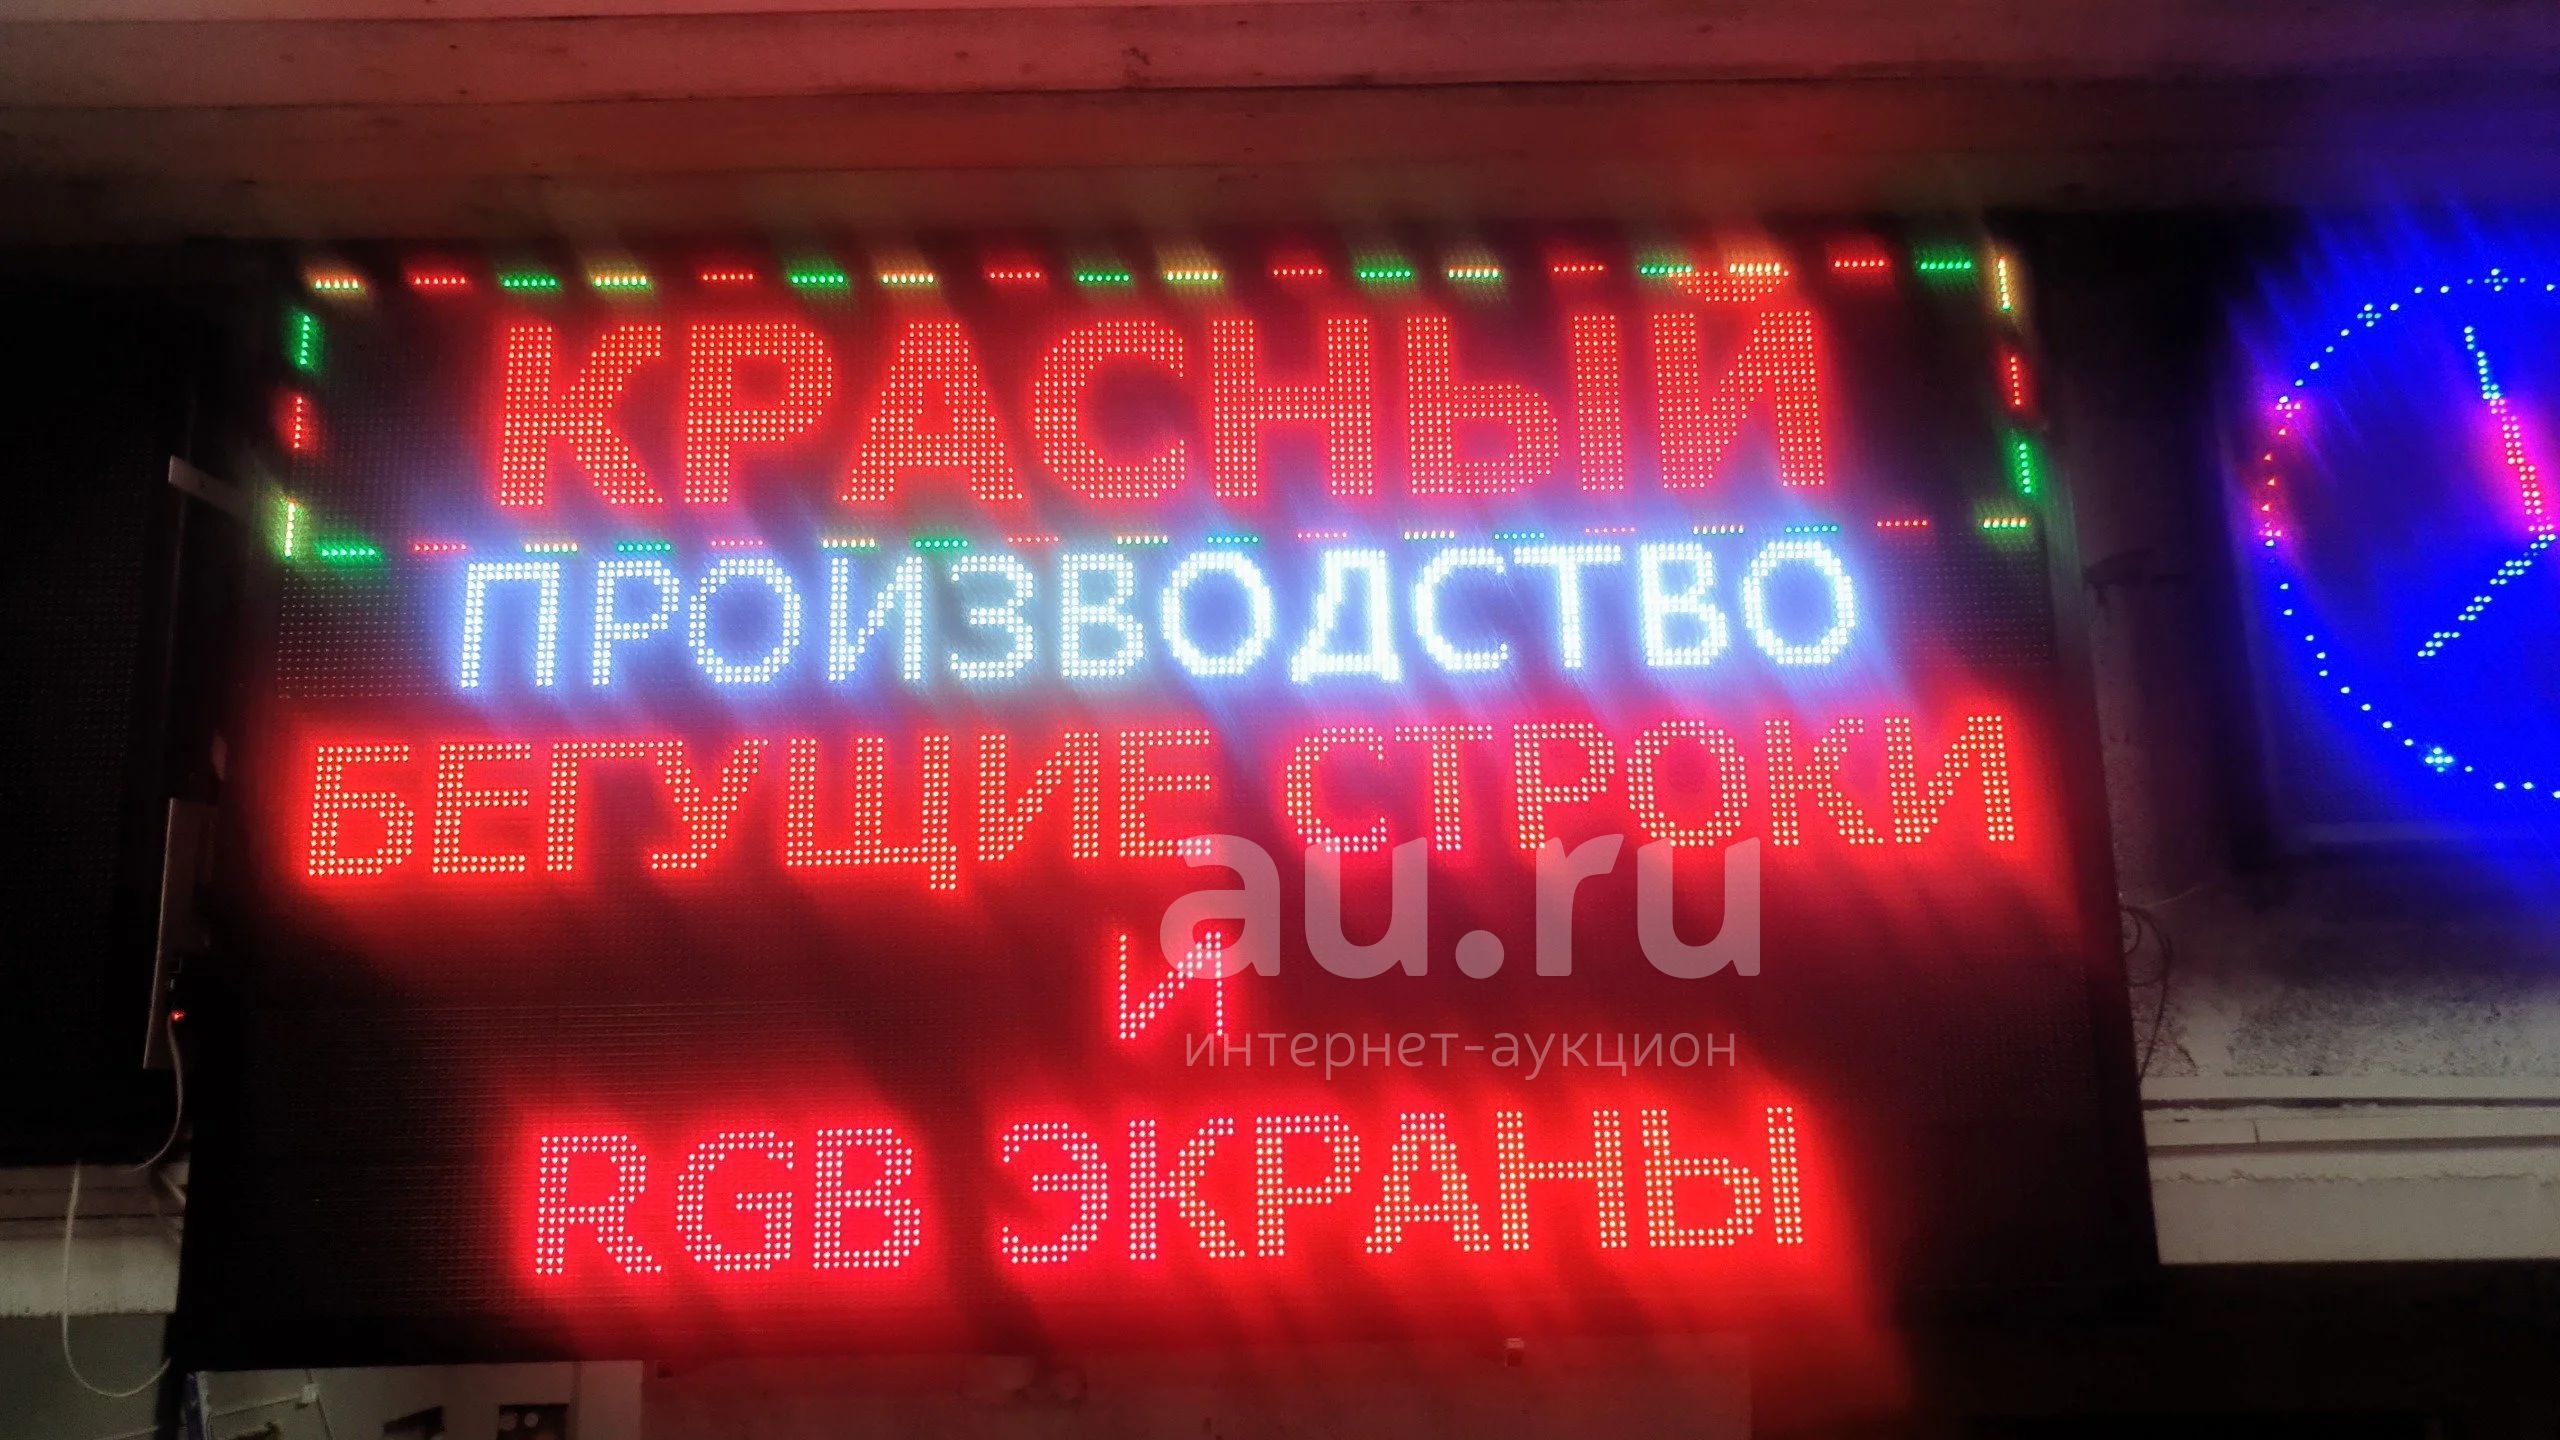 КРАСНЫЙ
ПРОИЗВОДСТВО
БЕГУЩИЕ СТРОКИ
au.ru
И
интернет-аукцион
RGB ЭКРАНЫ